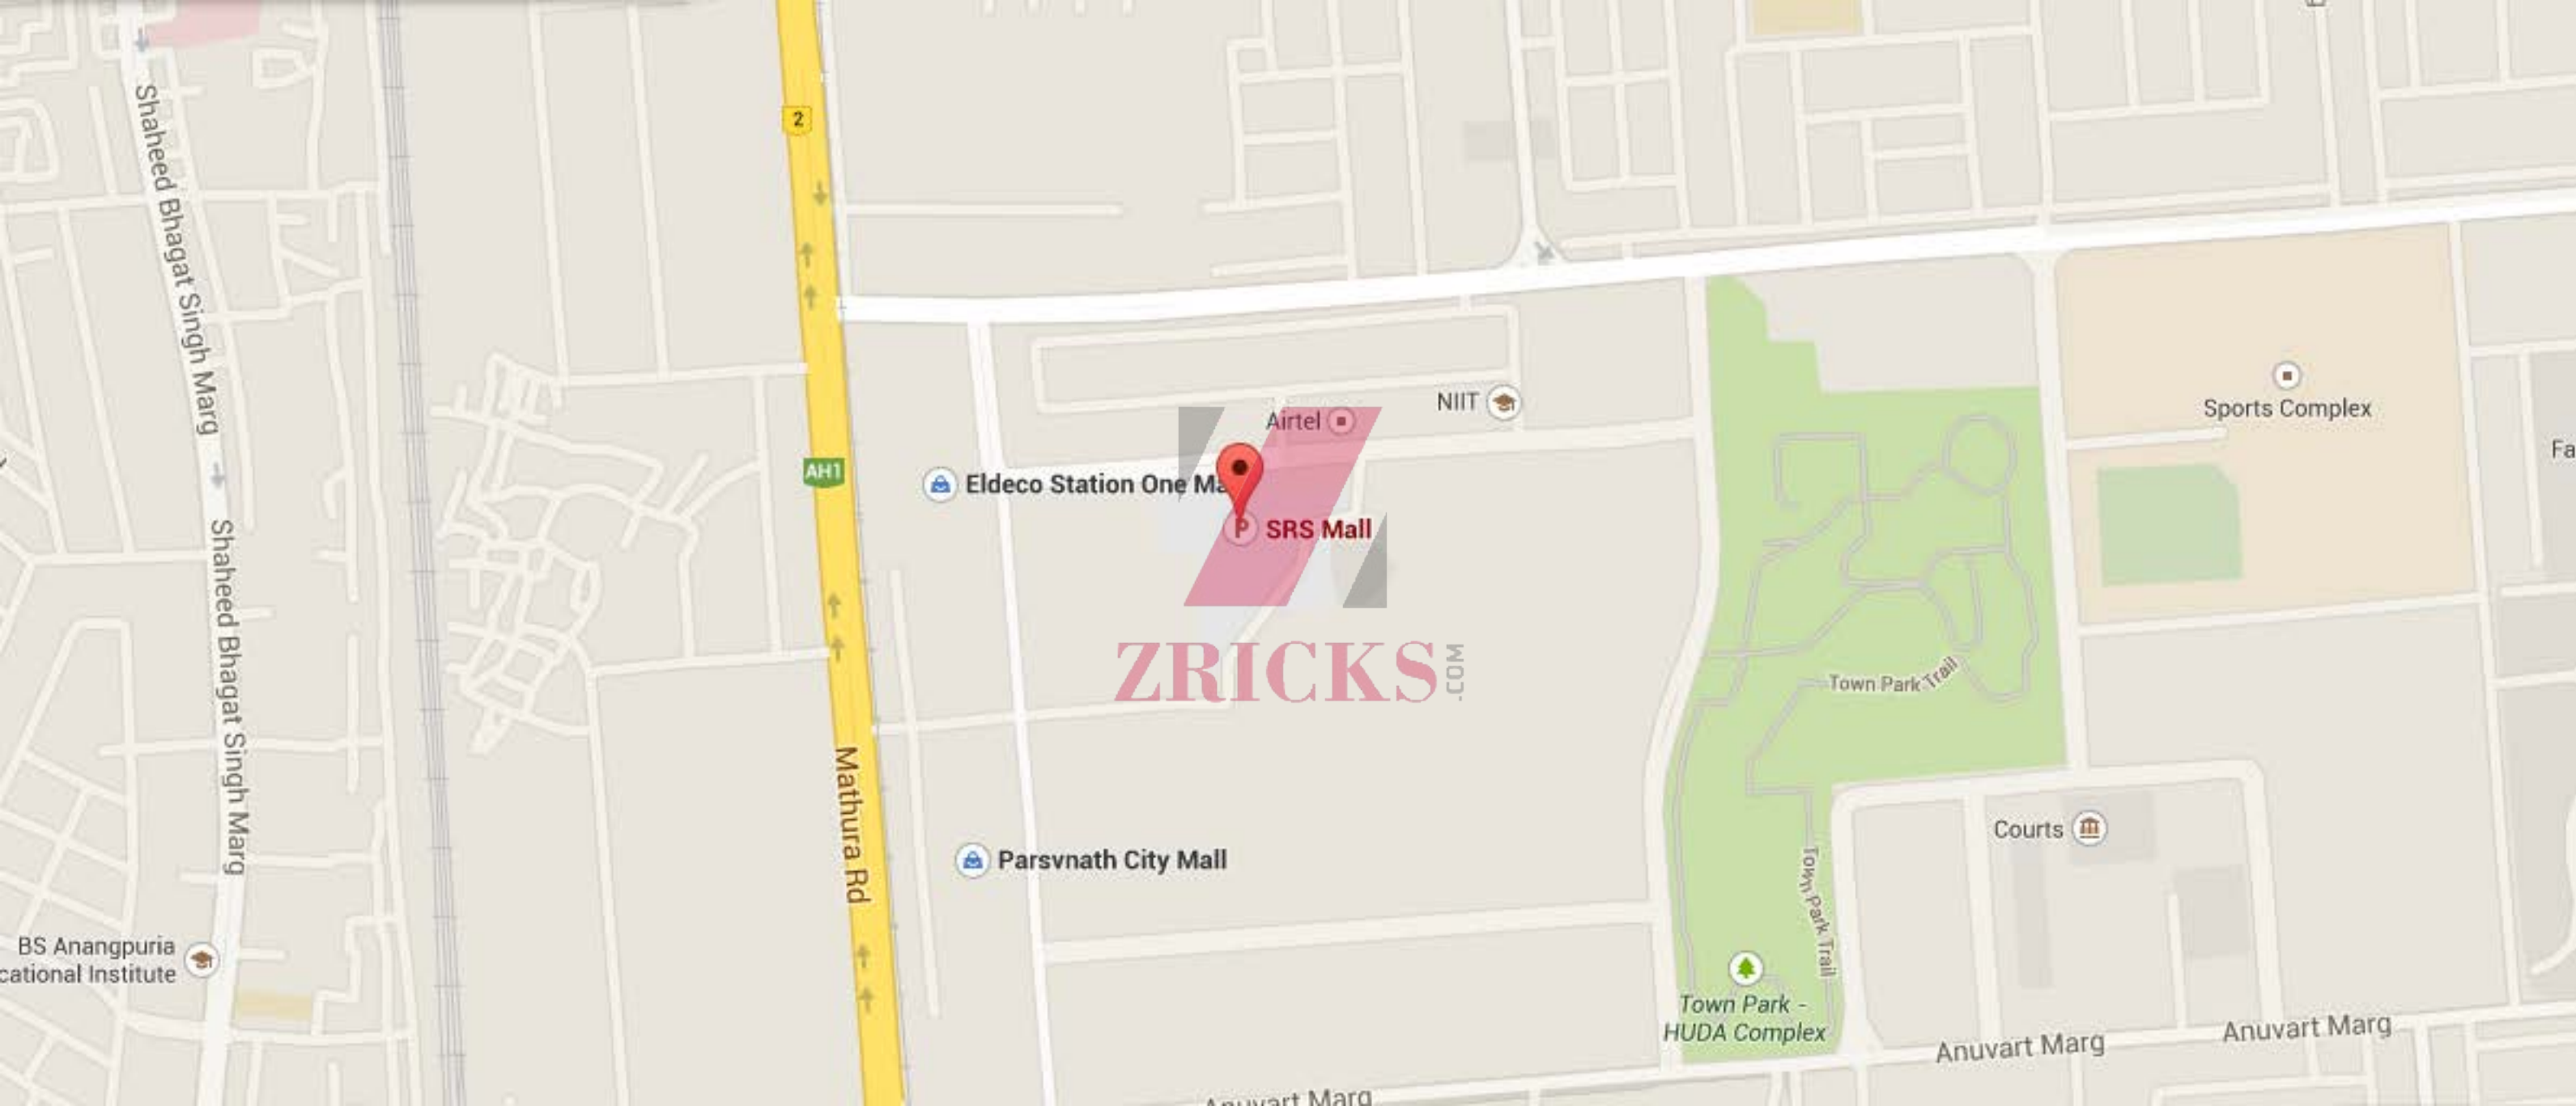 2
Shaheed Bhagat Singh Marg
Sports Complex
NIIT
Airtel
AH1
Eldeco Station One Ma
P
SRS Mall
ZRICKS
.COM
Shaheed Bhagat Singh Marg
Town Park Trail
Mathura Rd
Courts
Parsvnath City Mall
Town Park Trail
BS Anangpuria
cational Institute
Town Park -
HUDA Complex
Anuvart Marg
Anuvart Marg
Anuvart Marg
Fa